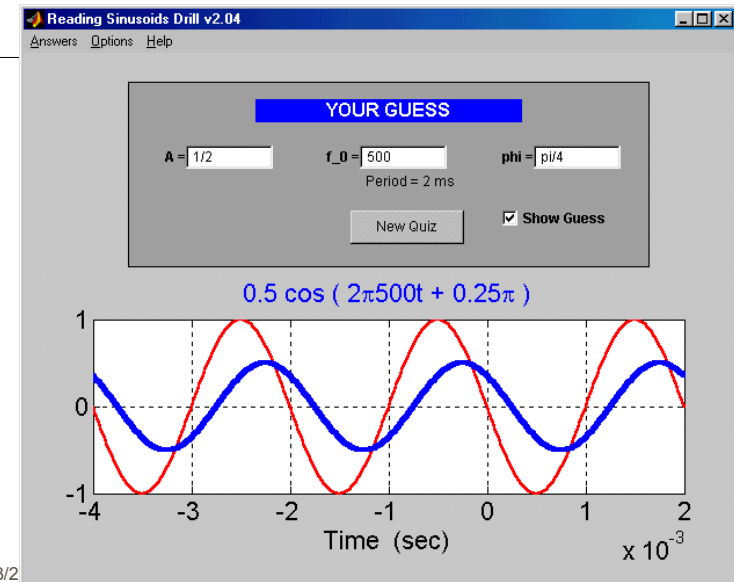 Reading Sinusoids Drill v2.04
Answers Options Help
YOUR GUESS
A = 1/2 f_0 = 500 phi = pi/4
Period = 2 ms
New Quiz Show Guess
0.5 cos ( 2π500t + 0.25π )
1
0
-1
-4 -3 -2 -1 0 1 2
Time (sec)
x 10⁻³